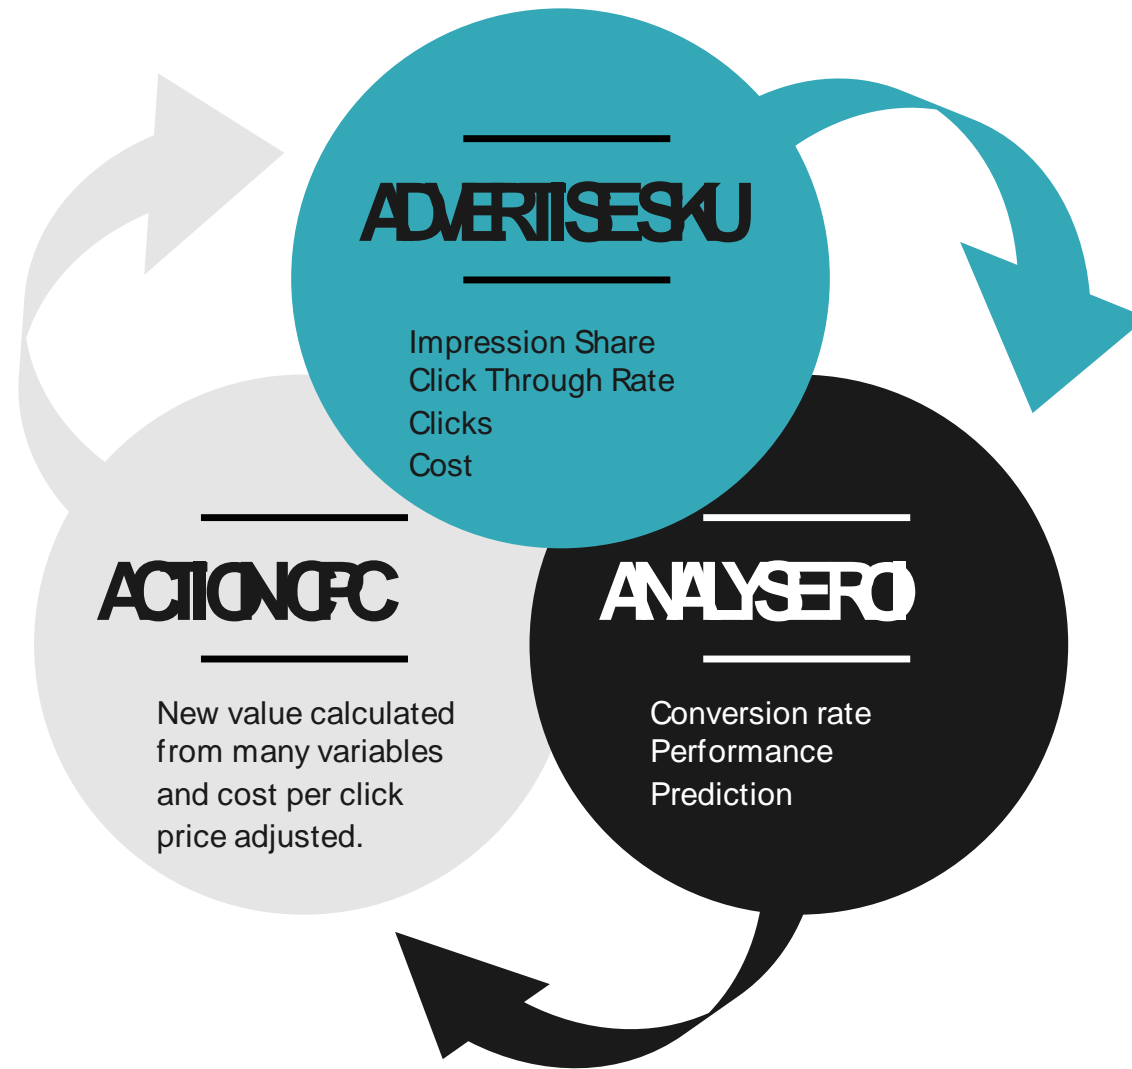 ADVERTISE SKU
Impression Share
Click Through Rate
Clicks
Cost
ACTION CPC
New value calculated
from many variables
and cost per click
price adjusted.
ANALYSE ROI
Conversion rate
Performance
Prediction